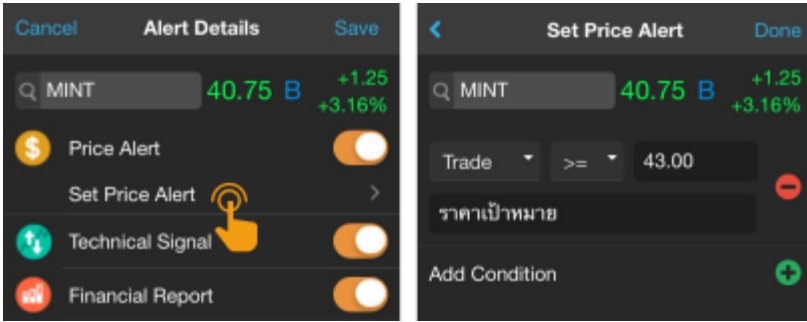 Cancel Alert Details Save
MINT 40.75 B +1.25
+3.16%
Price Alert
Set Price Alert
Technical Signal
Financial Report
Set Price Alert Done
MINT 40.75 B +1.25
+3.16%
Trade >= 43.00
ราคาเป้าหมาย
Add Condition